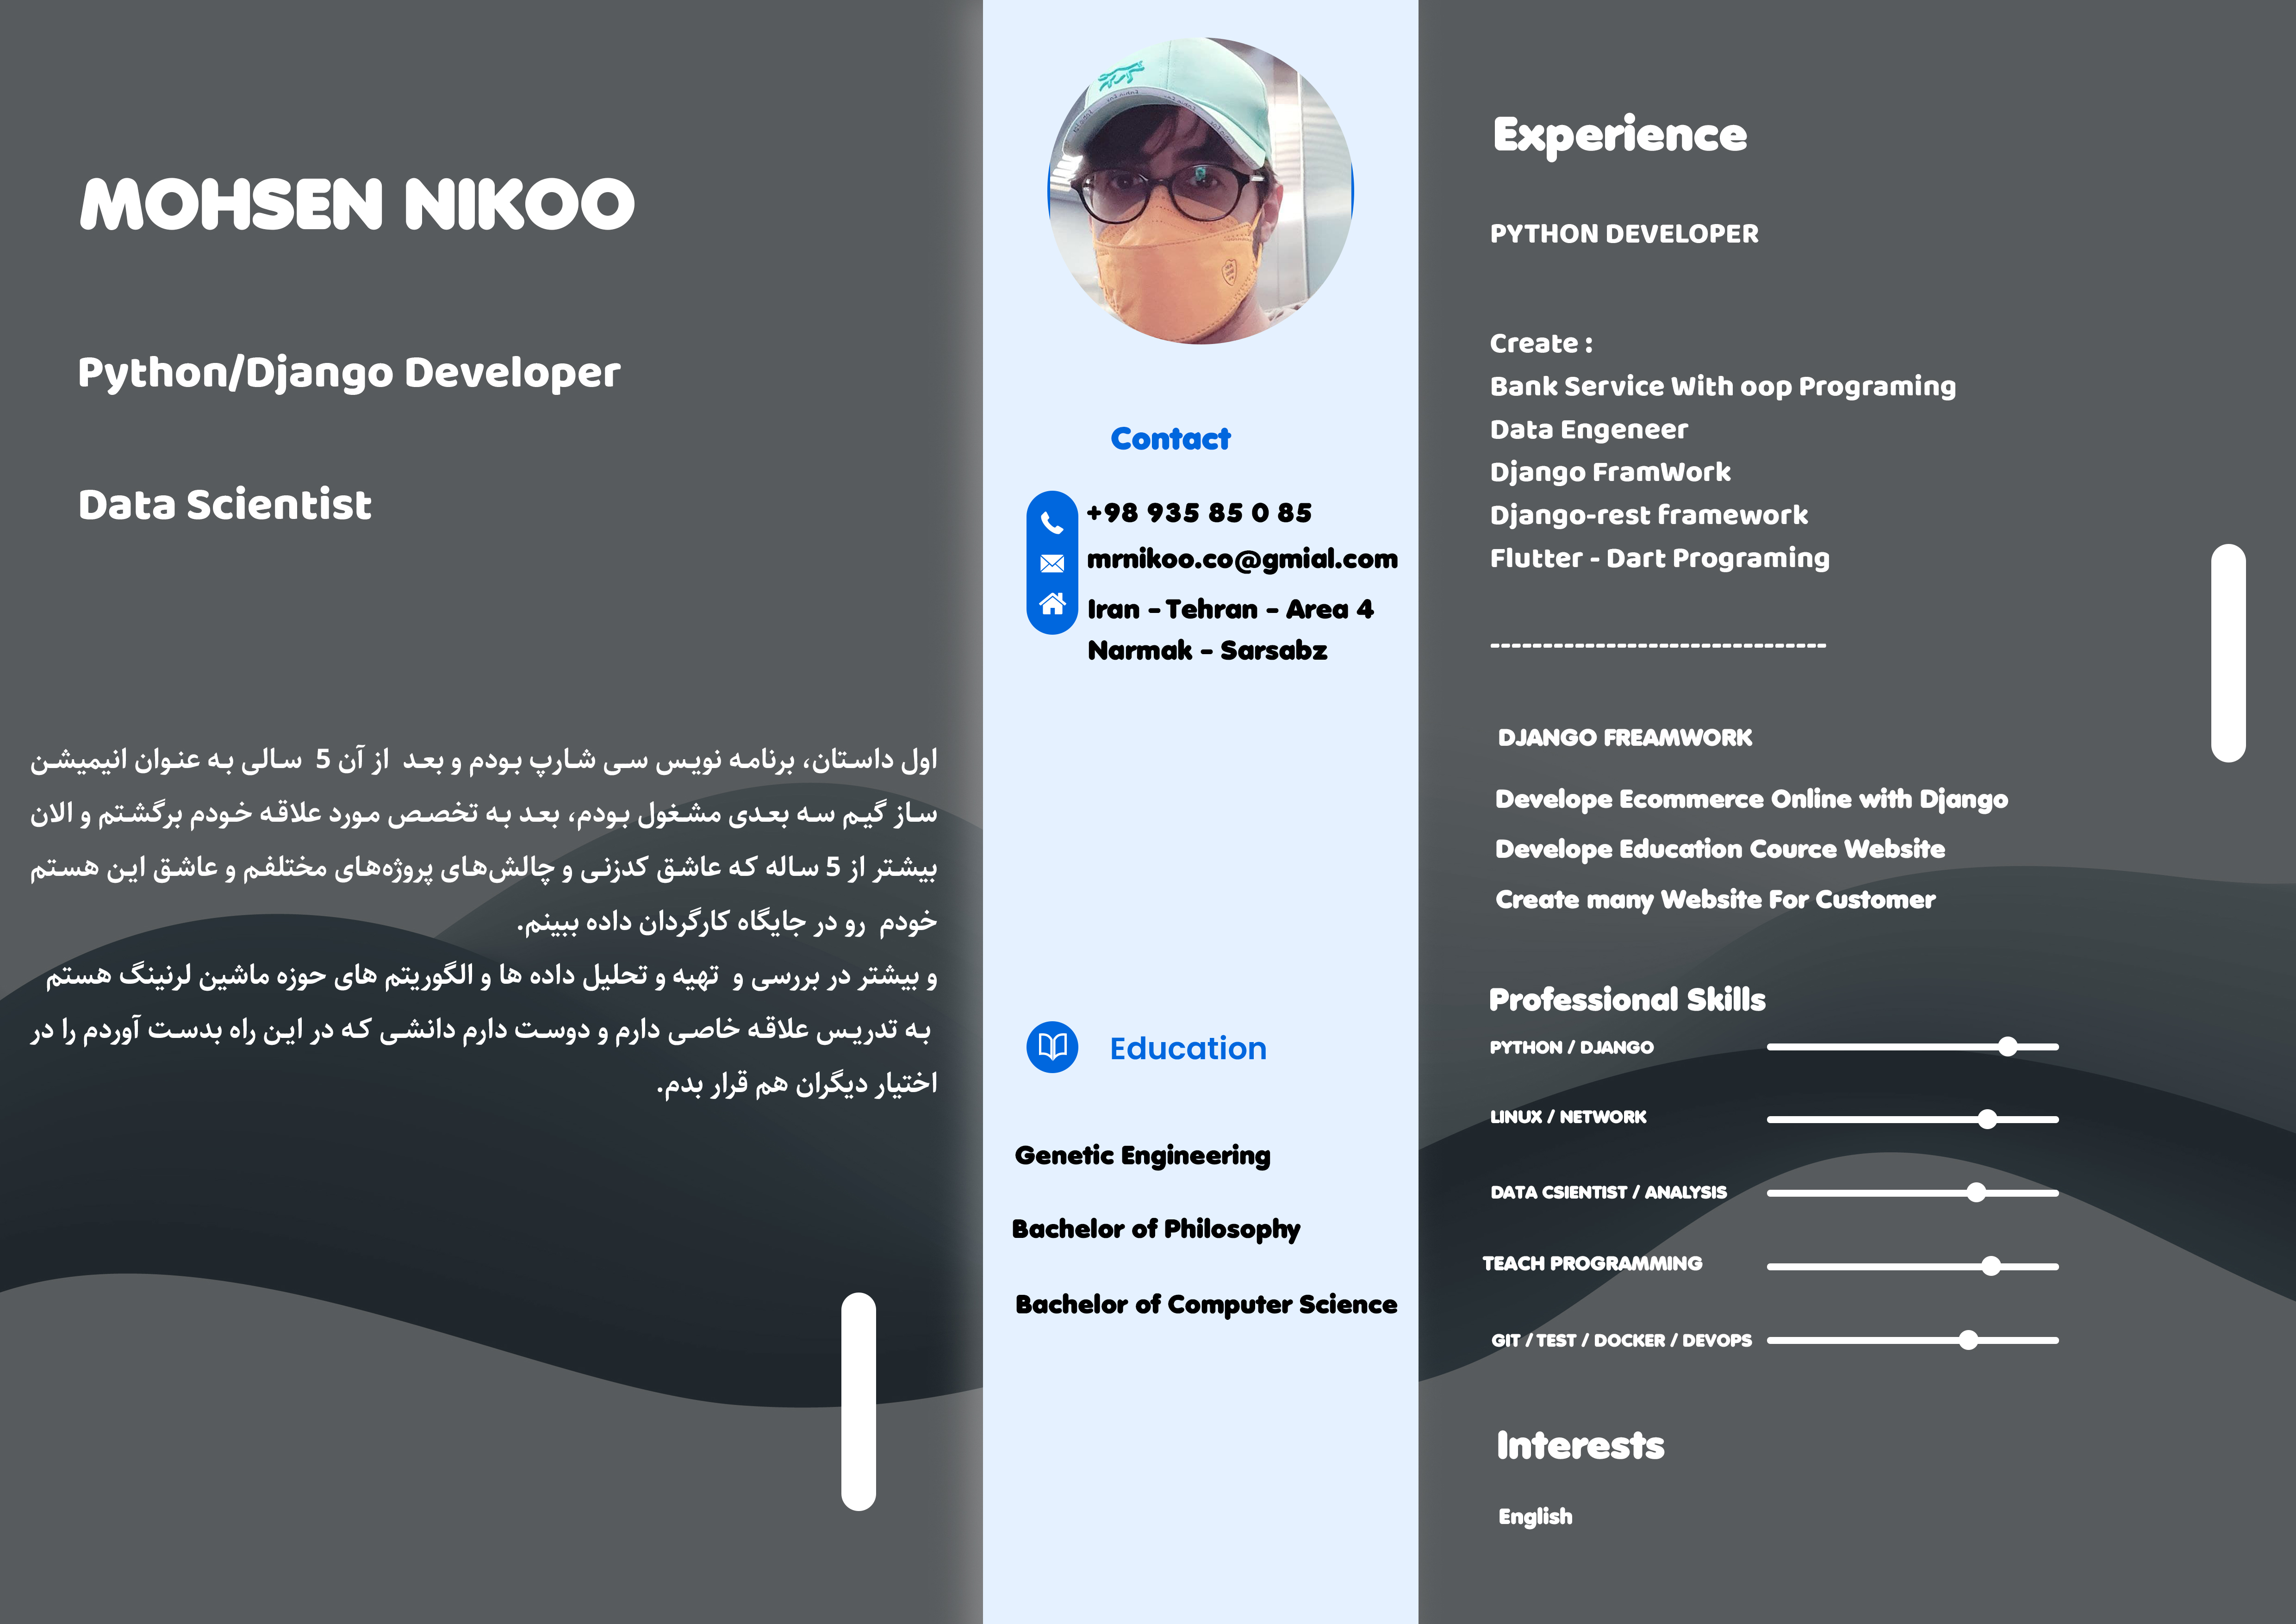 MOHSEN NIKOO
Python/Django Developer
Data Scientist
اول داستان، برنامه نویس سی شارپ بودم و بعد از آن 5 سالی به عنوان انیمیشن
ساز گیم سه بعدی مشغول بودم، بعد به تخصص مورد علاقه خودم برگشتم و الان
بیشتر از 5 ساله که عاشق کدزنی و چالش‌های پروژه‌های مختلفم و عاشق این هستم
خودم رو در جایگاه کارگردان داده ببینم.
و بیشتر در بررسی و تهیه و تحلیل داده ها و الگوریتم های حوزه ماشین لرنینگ هستم
به تدریس علاقه خاصی دارم و دوست دارم دانشی که در این راه بدست آوردم را در
اختیار دیگران هم قرار بدم.
Contact
+98 935 85 0 85
mrnikoo.co@gmial.com
Iran - Tehran - Area 4
Narmak - Sarsabz
Education
Genetic Engineering
Bachelor of Philosophy
Bachelor of Computer Science
Experience
PYTHON DEVELOPER
Create :
Bank Service With oop Programing
Data Engeneer
Django FramWork
Django-rest framework
Flutter - Dart Programing
--------------------------------
DJANGO FREAMWORK
Develope Ecommerce Online with Django
Develope Education Cource Website
Create many Website For Customer
Professional Skills
PYTHON / DJANGO
LINUX / NETWORK
DATA CSIENTIST / ANALYSIS
TEACH PROGRAMMING
GIT / TEST / DOCKER / DEVOPS
Interests
English